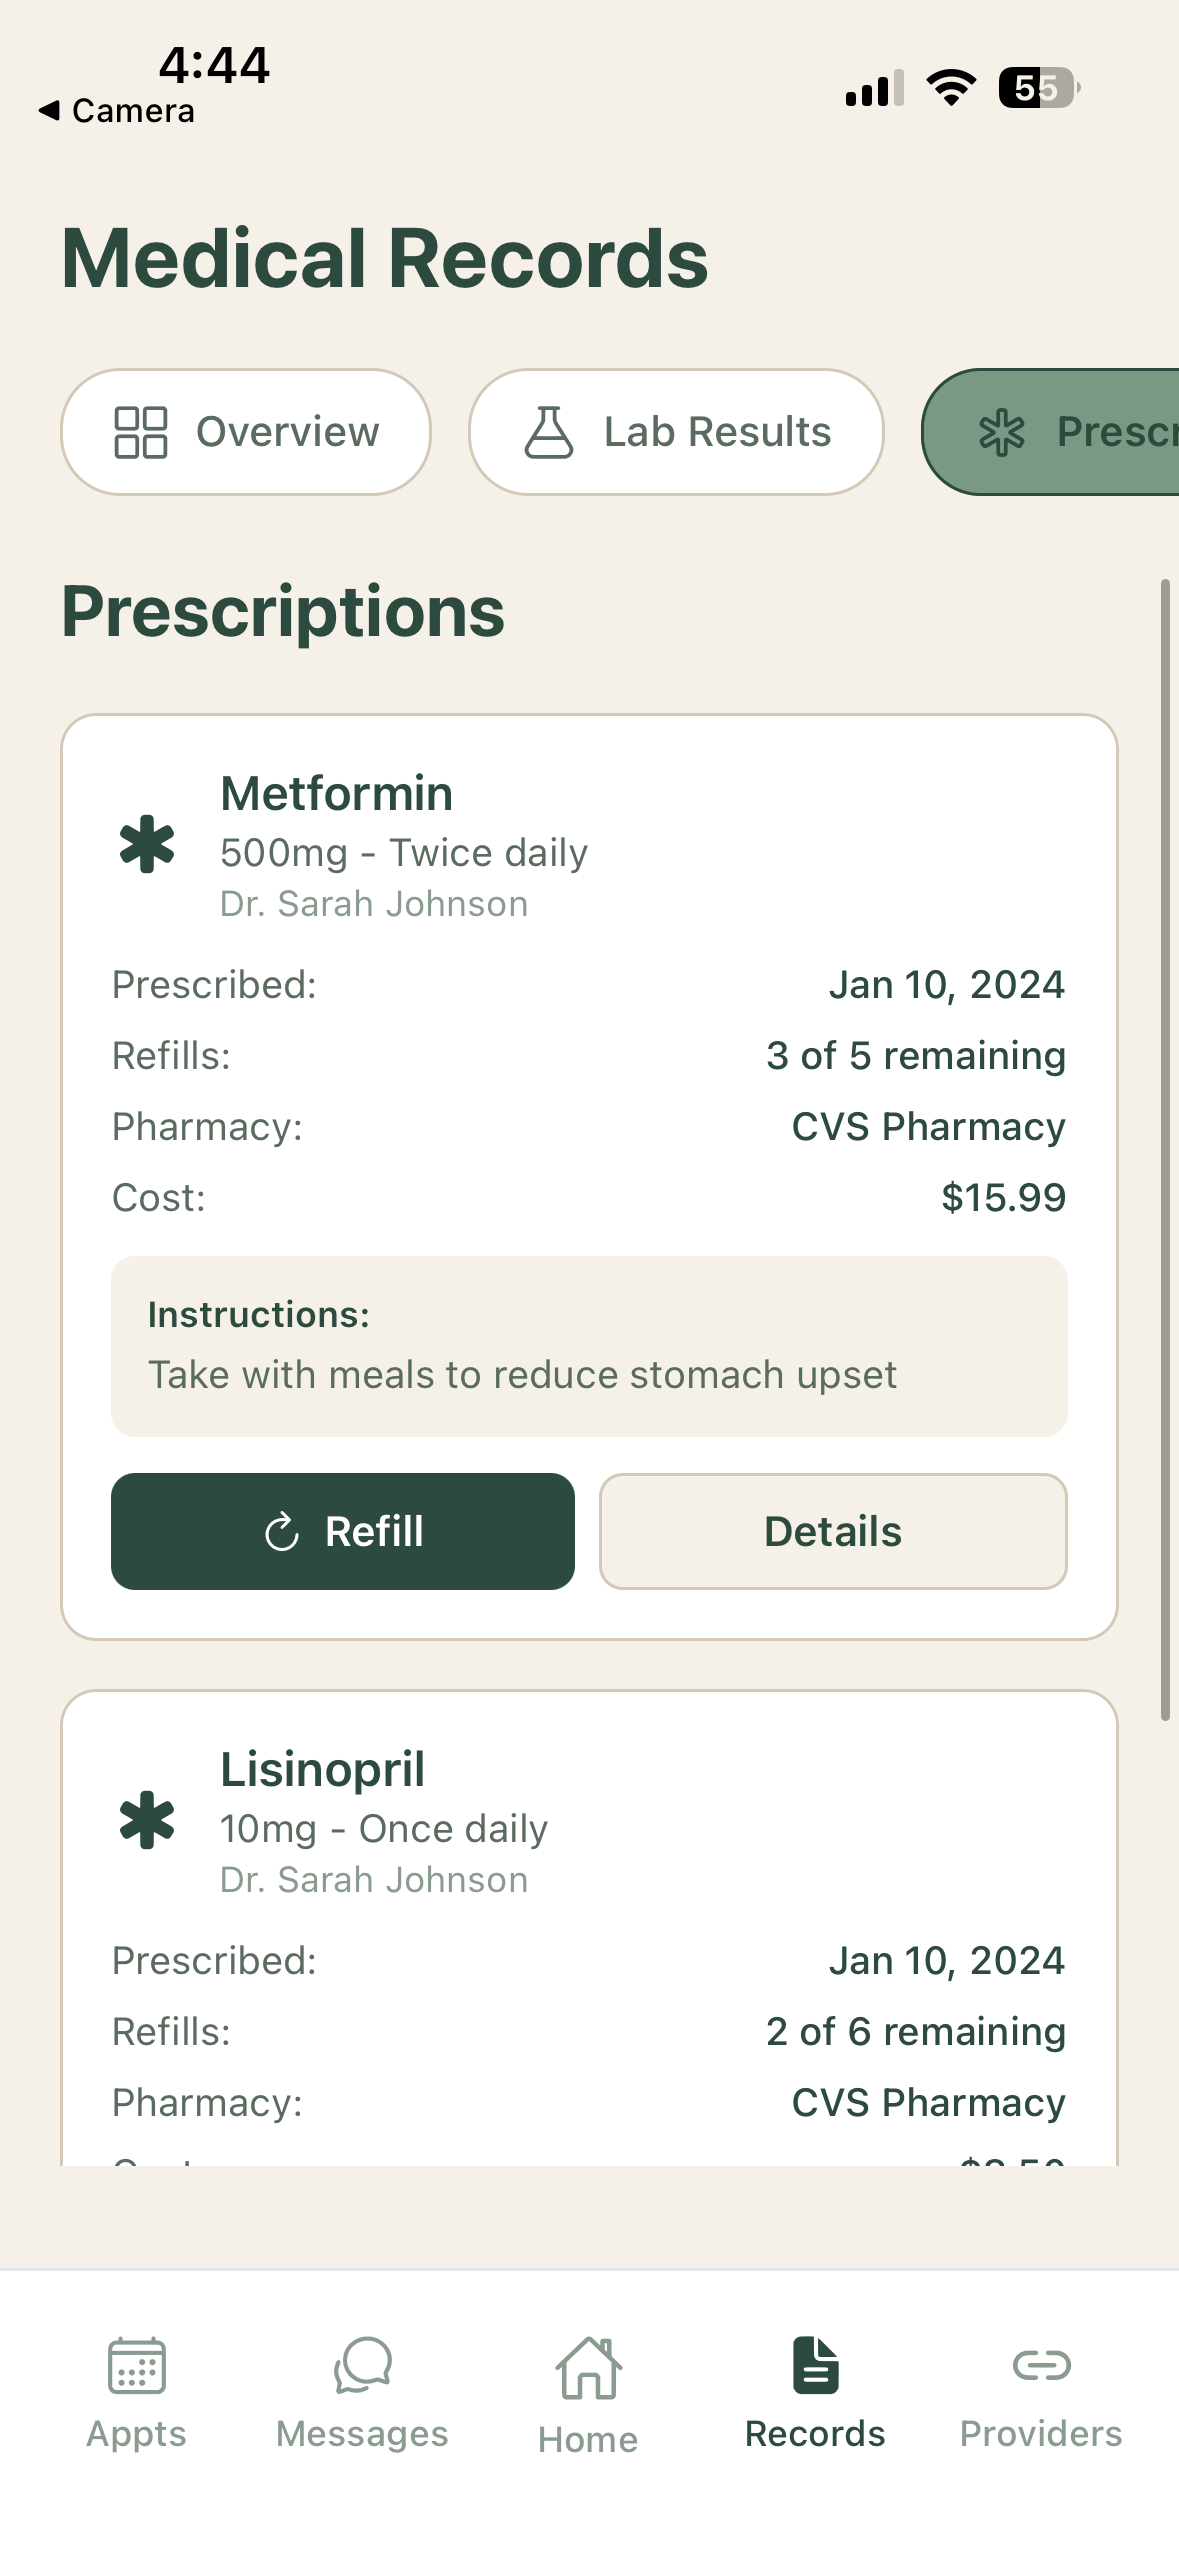 4:44
◀ Camera
55
Medical Records
Overview
Lab Results
Prescr
Prescriptions
Metformin
500mg - Twice daily
Dr. Sarah Johnson
Prescribed: Jan 10, 2024
Refills: 3 of 5 remaining
Pharmacy: CVS Pharmacy
Cost: $15.99
Instructions:
Take with meals to reduce stomach upset
Refill
Details
Lisinopril
10mg - Once daily
Dr. Sarah Johnson
Prescribed: Jan 10, 2024
Refills: 2 of 6 remaining
Pharmacy: CVS Pharmacy
Appts
Messages
Home
Records
Providers